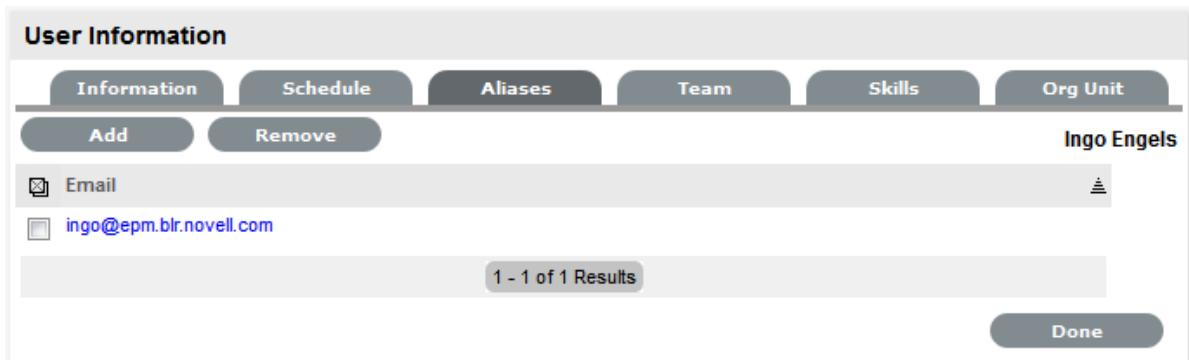 User Information
Information Schedule Aliases Team Skills Org Unit
Add Remove Ingo Engels
Email
ingo@epm.blr.novell.com
1 - 1 of 1 Results
Done